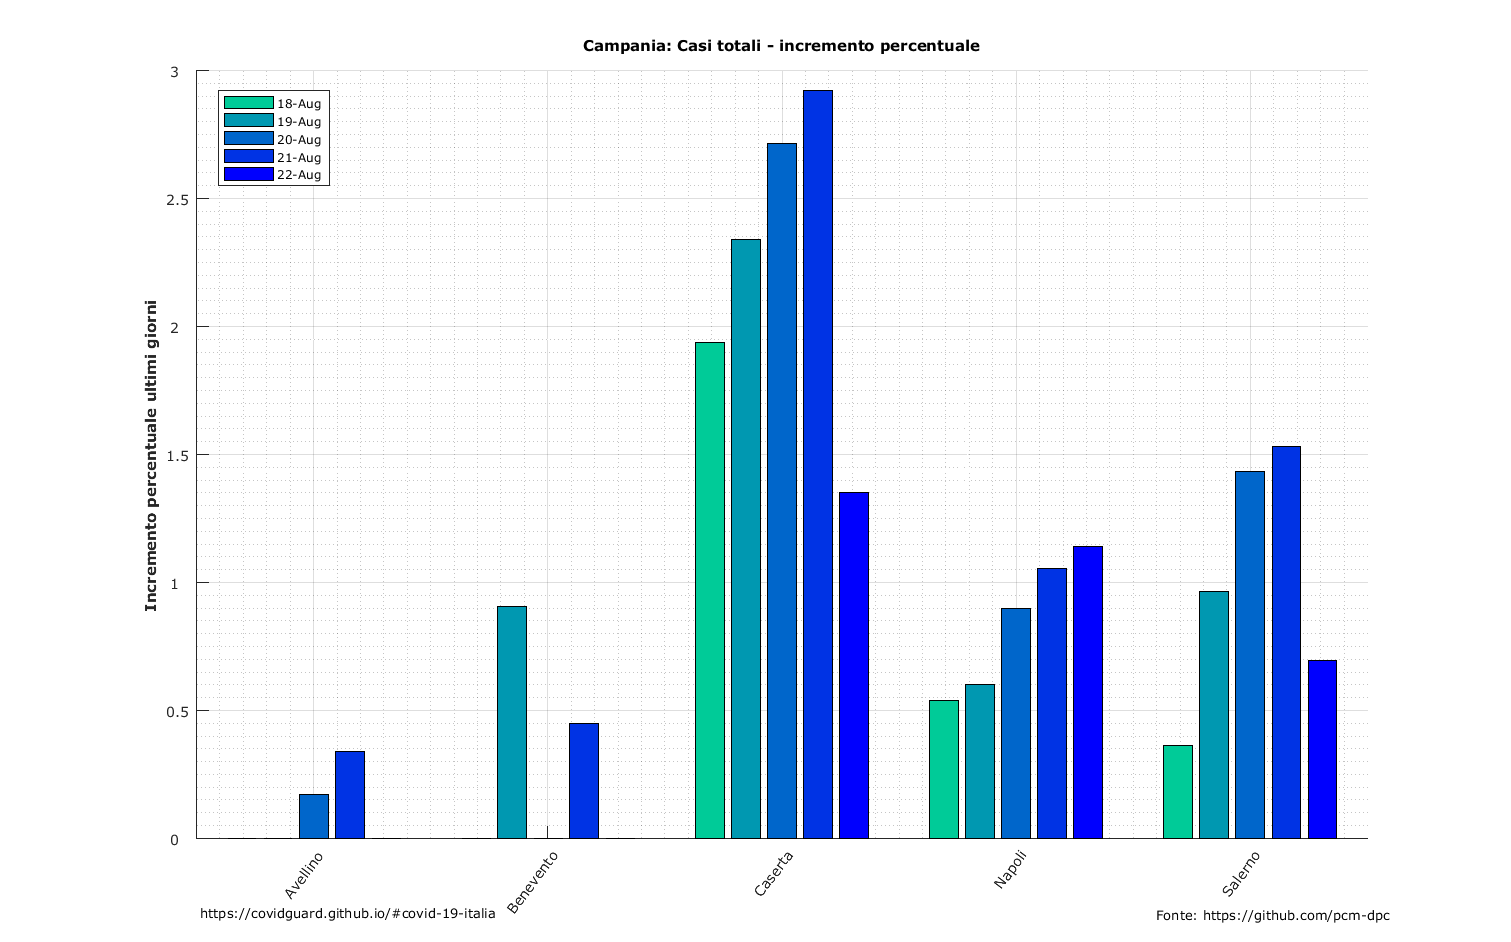 Campania: Casi totali - incremento percentuale
3
2.5
2
1.5
1
0.5
0
Incremento percentuale ultimi giorni
18-Aug
19-Aug
20-Aug
21-Aug
22-Aug
Avellino
Benevento
Caserta
Napoli
Salerno
https://covidguard.github.io/#covid-19-italia
Fonte: https://github.com/pcm-dpc